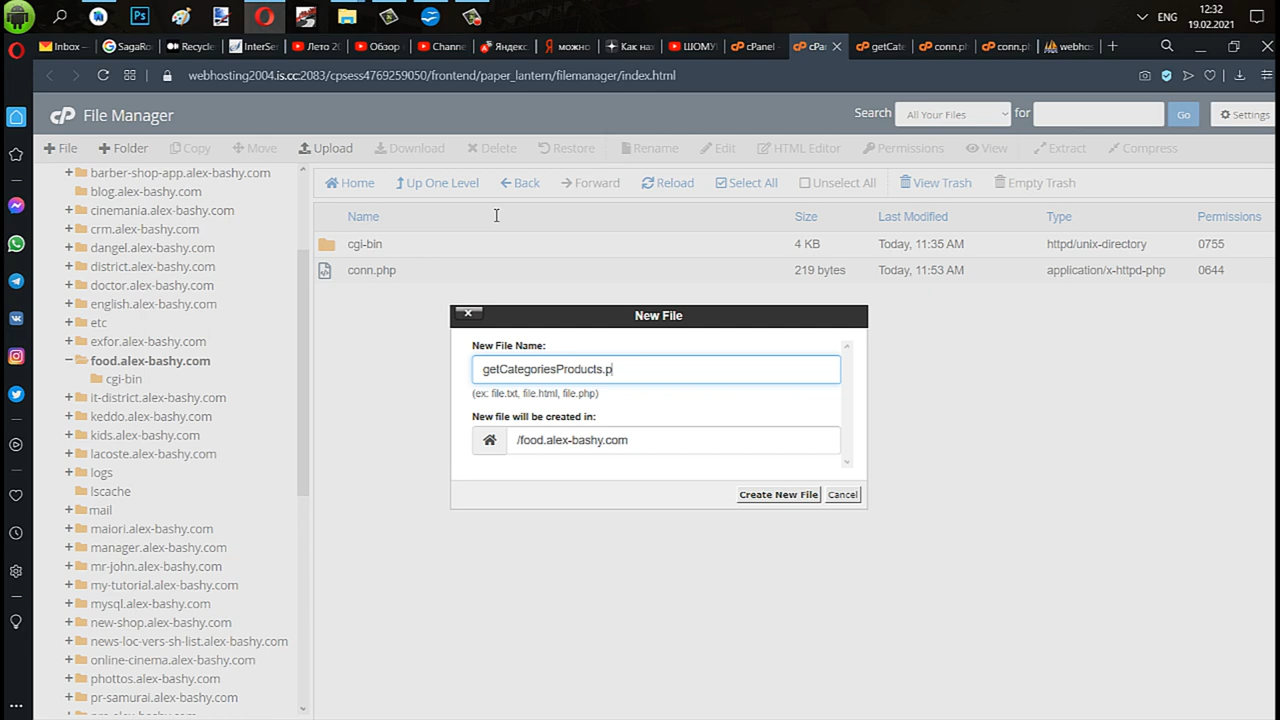 12:32
ENG
19.02.2021
Inbox –
SagaRo
Recycle
InterSe
Лето 2
Обзор
Channe
Яндекс
можно
Как на
ШОМУ
cPanel
cPa
getCate
conn.ph
conn.ph
webhos
webhosting2004.is.cc:2083/cpsess4769259050/frontend/paper_lantern/filemanager/index.html
cP File Manager
Search All Your Files for Go Settings
File Folder Copy Move Upload Download Delete Restore Rename Edit HTML Editor Permissions View Extract Compress
Home Up One Level Back Forward Reload Select All Unselect All View Trash Empty Trash
Name Size Last Modified Type Permissions
cgi-bin 4 KB Today, 11:35 AM httpd/unix-directory 0755
conn.php 219 bytes Today, 11:53 AM application/x-httpd-php 0644
barber-shop-app.alex-bashy.com
blog.alex-bashy.com
cinemania.alex-bashy.com
crm.alex-bashy.com
dangel.alex-bashy.com
district.alex-bashy.com
doctor.alex-bashy.com
english.alex-bashy.com
etc
exfor.alex-bashy.com
food.alex-bashy.com
cgi-bin
it-district.alex-bashy.com
keddo.alex-bashy.com
kids.alex-bashy.com
lacoste.alex-bashy.com
logs
lscache
mail
maiori.alex-bashy.com
manager.alex-bashy.com
mr-john.alex-bashy.com
my-tutorial.alex-bashy.com
mysql.alex-bashy.com
new-shop.alex-bashy.com
news-loc-vers-sh-list.alex-bashy.com
online-cinema.alex-bashy.com
phottos.alex-bashy.com
pr-samurai.alex-bashy.com
New File
New File Name:
getCategoriesProducts.p
(ex: file.txt, file.html, file.php)
New file will be created in:
/food.alex-bashy.com
Create New File Cancel